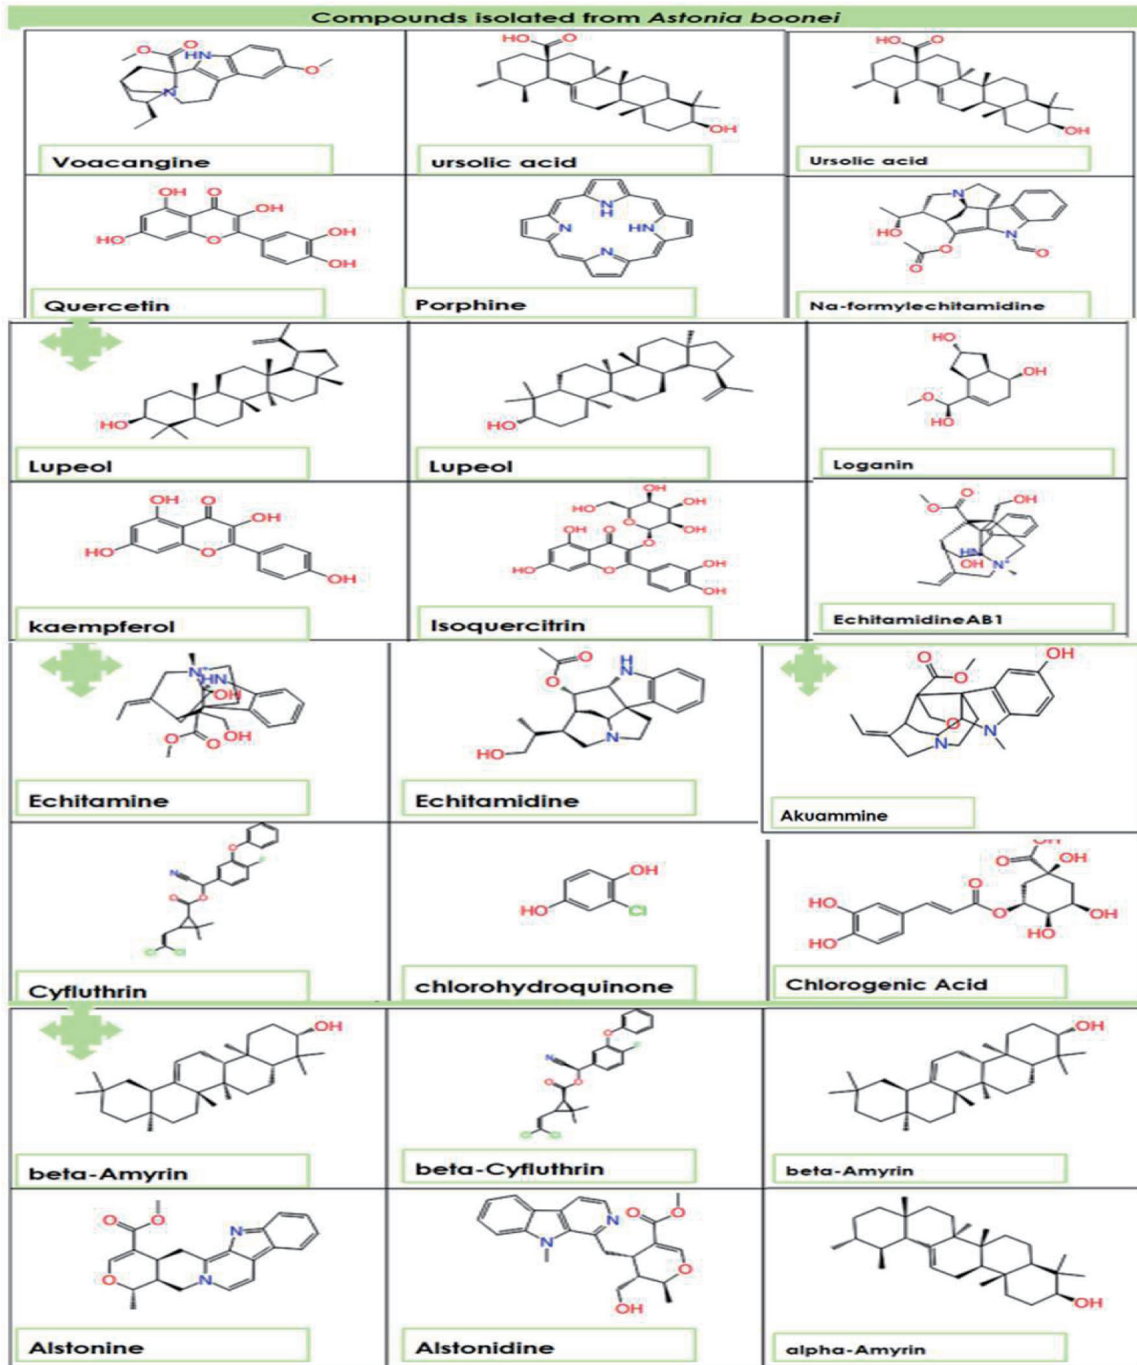 Compounds isolated from Astonia boonei
Voacangine
ursolic acid
Ursolic acid
Quercetin
Porphine
Na-formylechitamidine
Lupeol
Lupeol
Loganin
kaempferol
Isoquercitrin
EchitamidineAB1
Echitamine
Echitamidine
Akuammine
Cyfluthrin
chlorohydroquinone
Chlorogenic Acid
beta-Amyrin
beta-Cyfluthrin
beta-Amyrin
Alstonine
Alstonidine
alpha-Amyrin